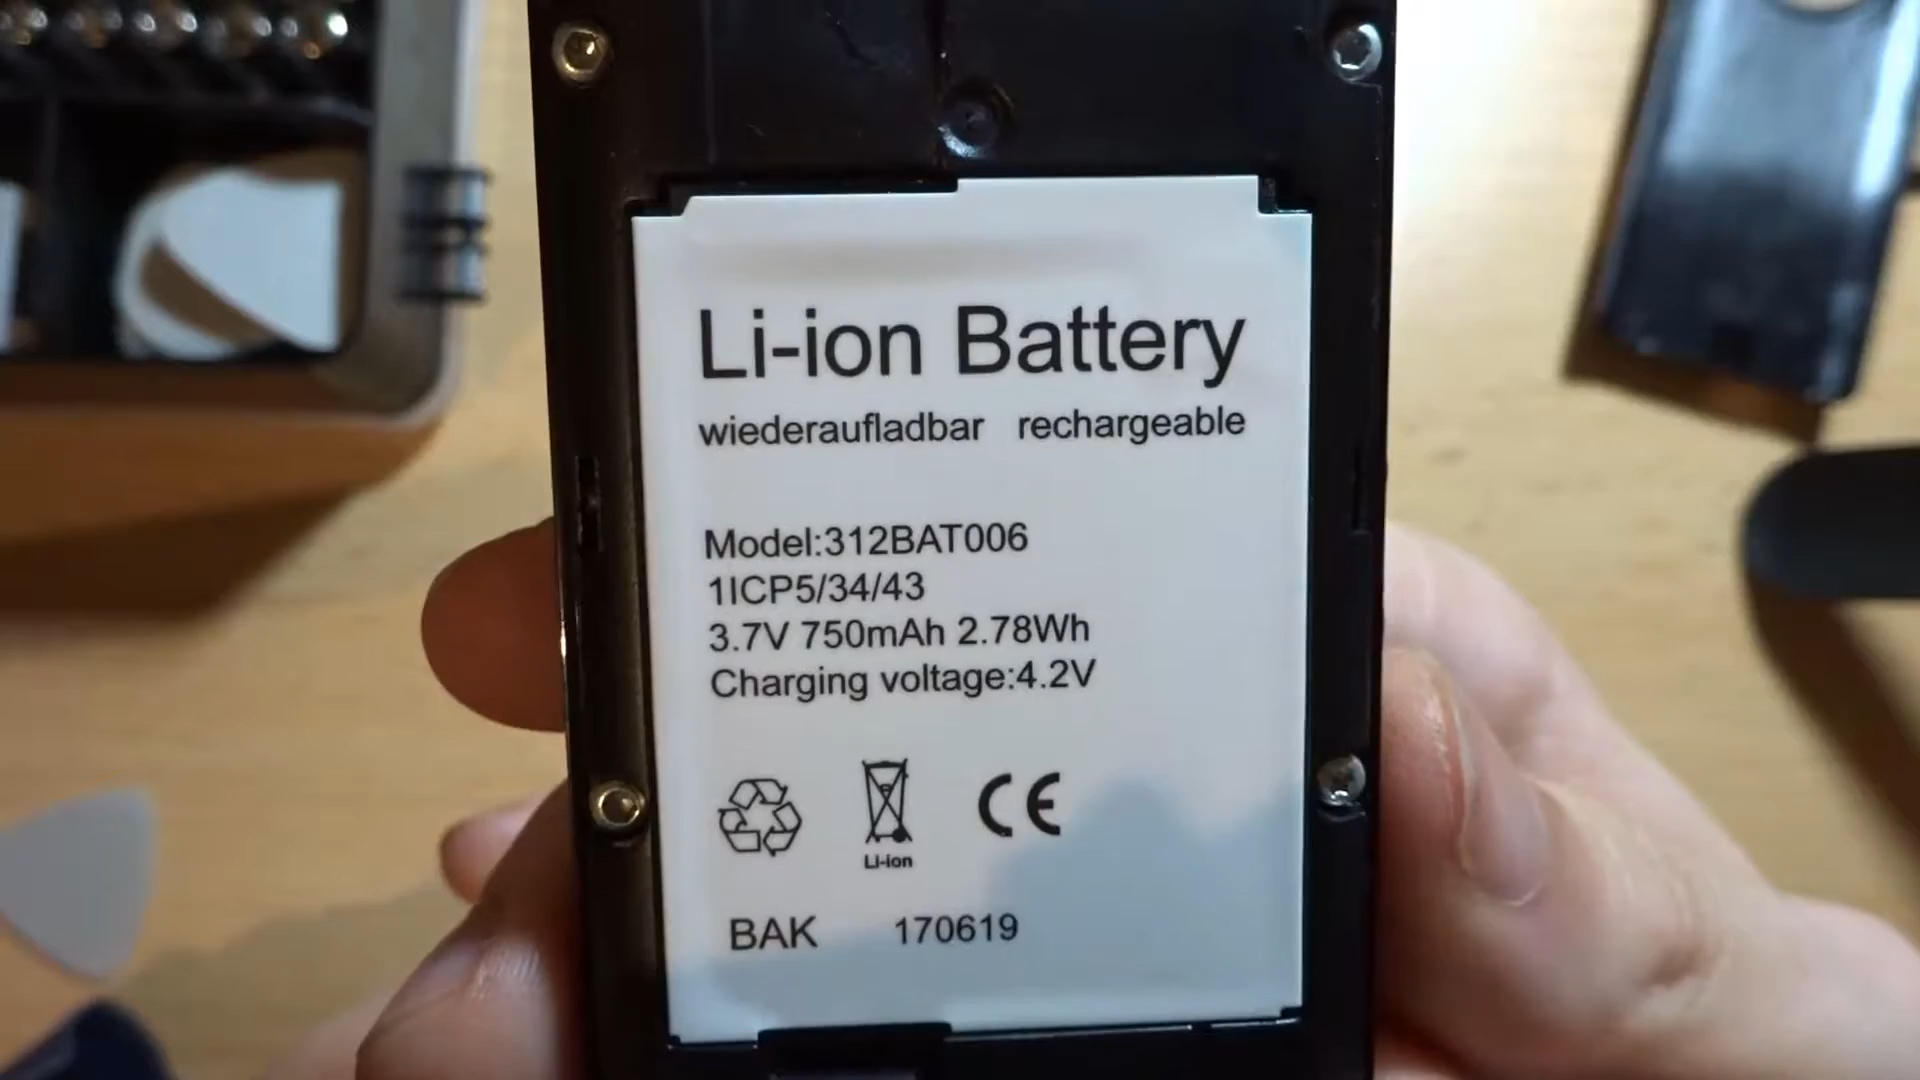 Li-ion Battery
wiederaufladbar rechargeable
Model:312BAT006
1ICP5/34/43
3.7V 750mAh 2.78Wh
Charging voltage:4.2V
CE
Li-ion
BAK 170619